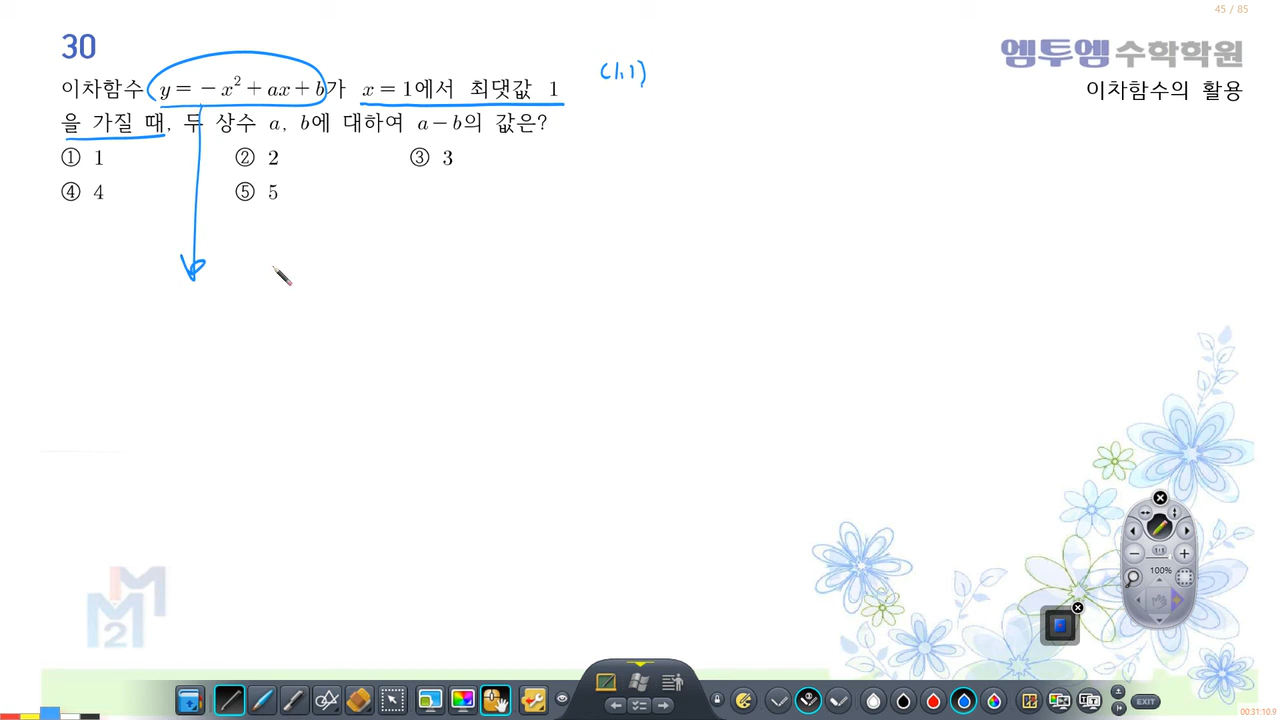 45 / 85
30
엠투엠 수학학원
이차함수의 활용
이차함수 y = − x² + ax + b가 x = 1에서 최댓값 1
을 가질 때, 두 상수 a, b에 대하여 a − b의 값은?
(1,1)
① 1 ② 2 ③ 3
④ 4 ⑤ 5
1:1
100%
M
M2
EXIT
00:31:10.9